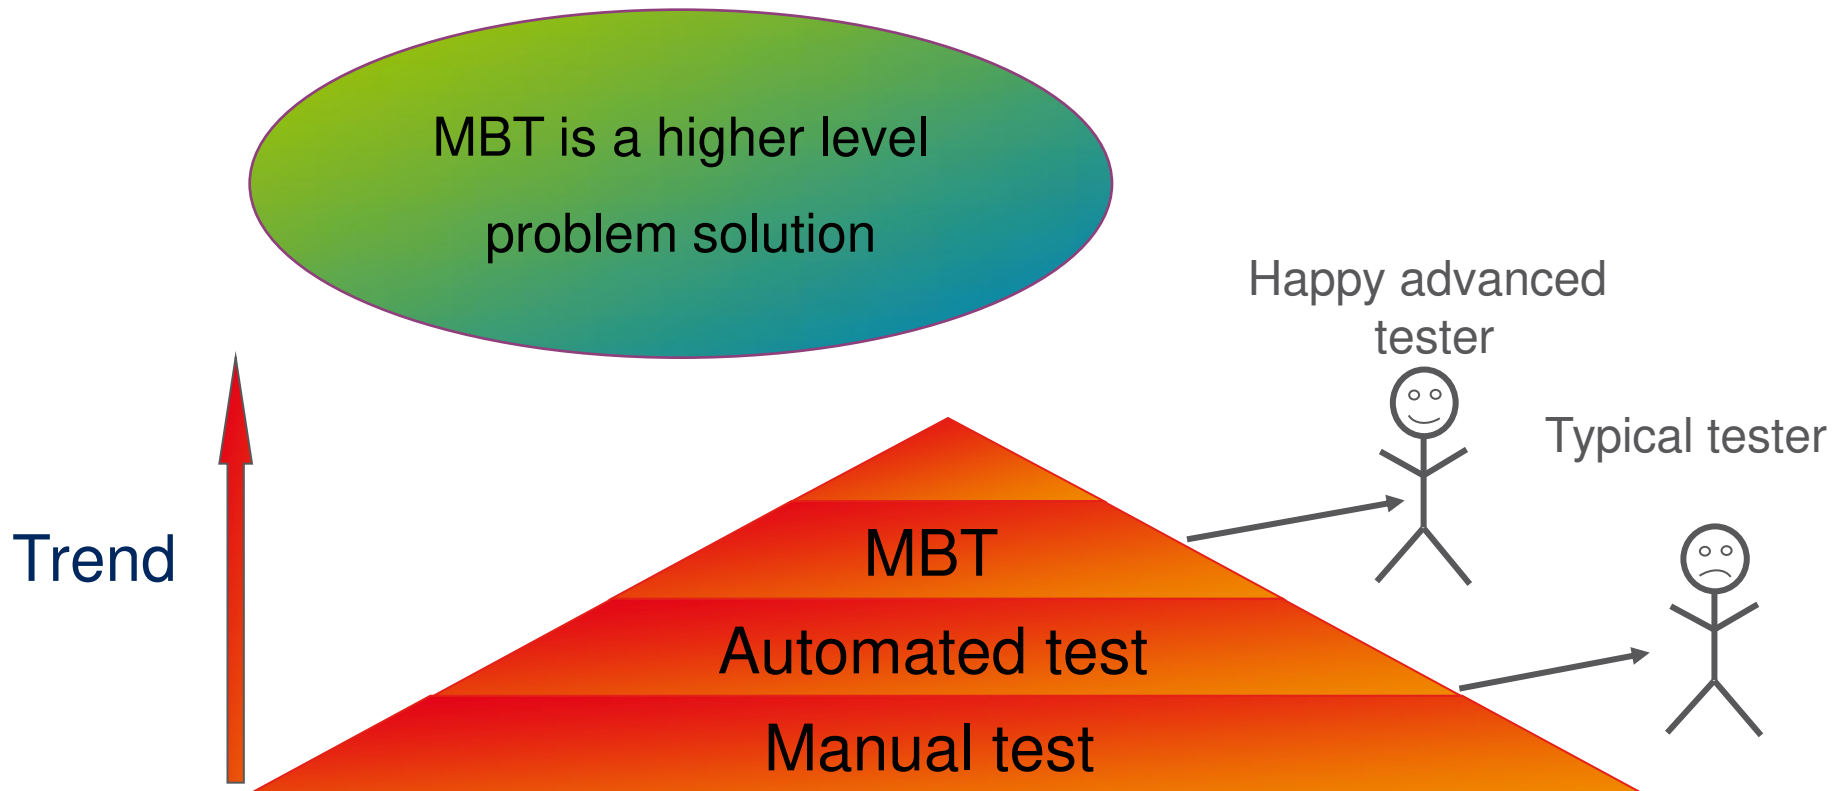 MBT is a higher level
problem solution
Happy advanced
tester
Typical tester
Trend
MBT
Automated test
Manual test